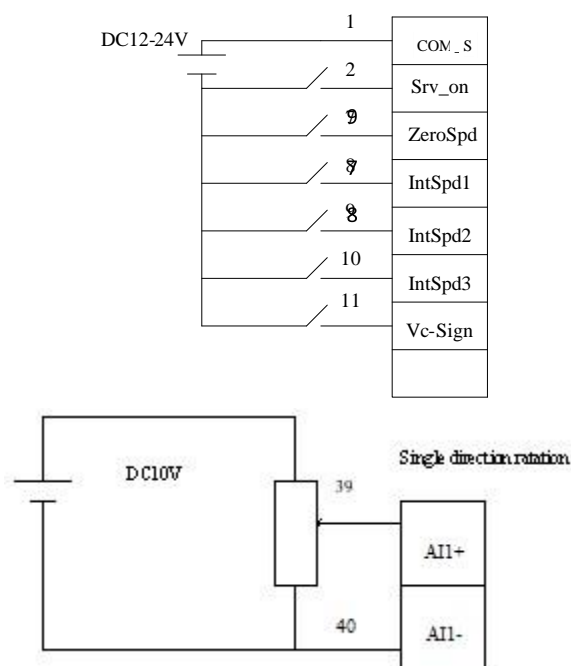 1
DC12-24V
COM_S
2
Srv_on
ZeroSpd
IntSpd1
IntSpd2
10
IntSpd3
11
Vc-Sign
Single direction ratation
DC10V
39
AI1+
40
AI1-